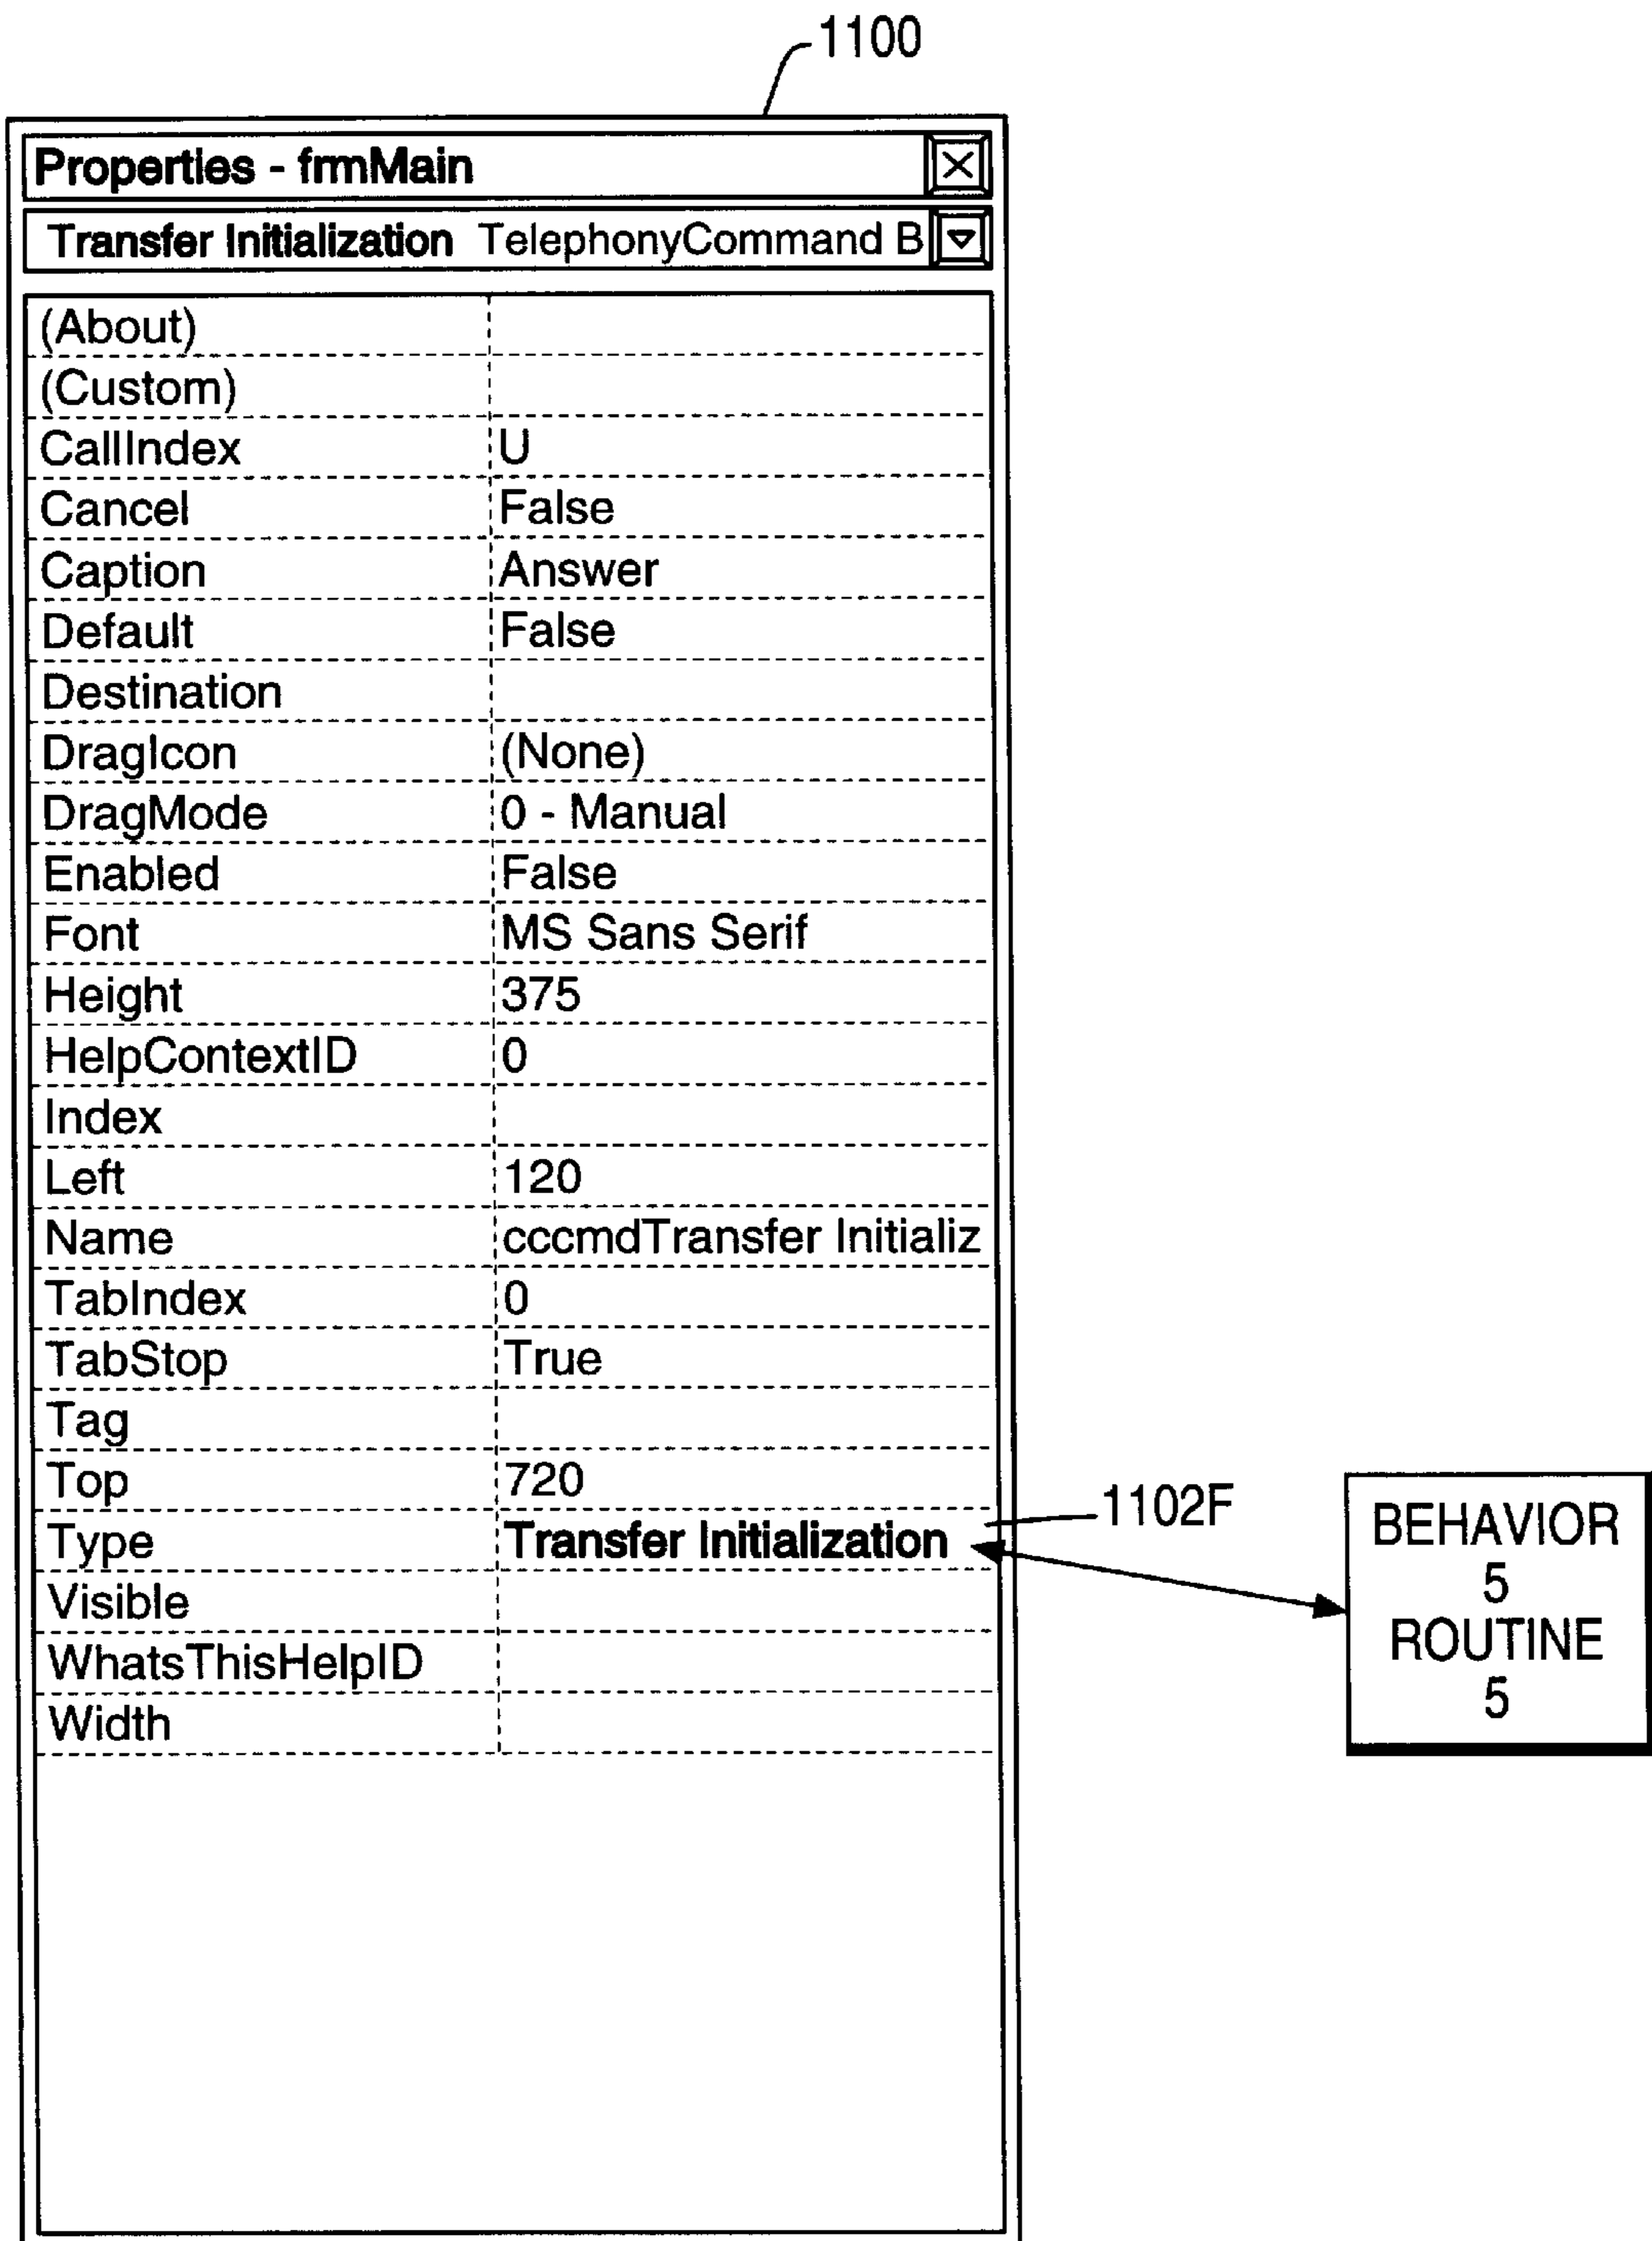 1100
Properties - frmMain
Transfer Initialization TelephonyCommand B
(About)
(Custom)
CallIndex U
Cancel False
Caption Answer
Default False
Destination
DragIcon (None)
DragMode 0 - Manual
Enabled False
Font MS Sans Serif
Height 375
HelpContextID 0
Index
Left 120
Name cccmdTransfer Initializ
TabIndex 0
TabStop True
Tag
Top 720
Type Transfer Initialization
1102F
Visible
WhatsThisHelpID
Width
BEHAVIOR
5
ROUTINE
5